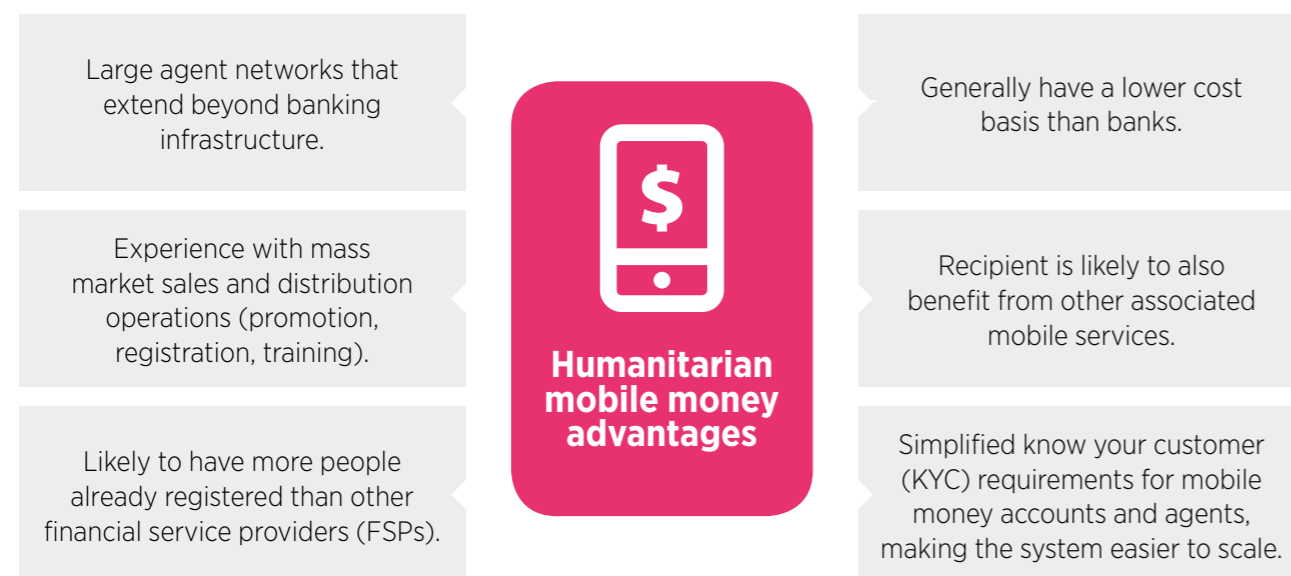 Large agent networks that
extend beyond banking
infrastructure.
Experience with mass
market sales and distribution
operations (promotion,
registration, training).
Likely to have more people
already registered than other
financial service providers (FSPs).
$
Humanitarian
mobile money
advantages
Generally have a lower cost
basis than banks.
Recipient is likely to also
benefit from other associated
mobile services.
Simplified know your customer
(KYC) requirements for mobile
money accounts and agents,
making the system easier to scale.